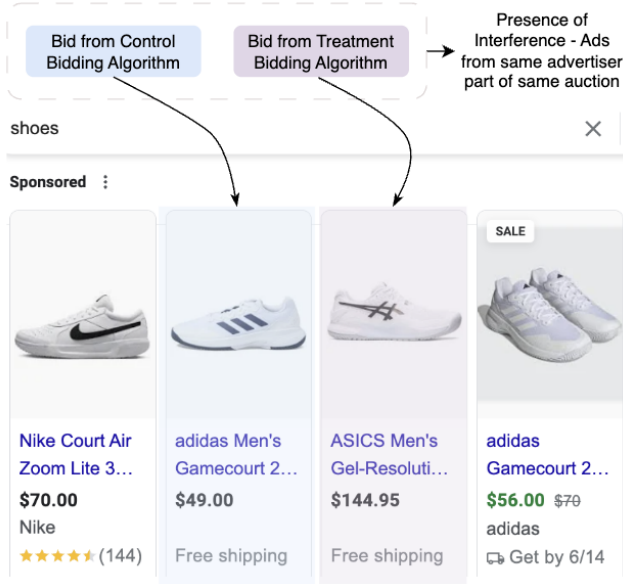 Bid from Control
Bidding Algorithm
Bid from Treatment
Bidding Algorithm
Presence of
Interference - Ads
from same advertiser
part of same auction
shoes
Sponsored
SALE
Nike Court Air
Zoom Lite 3...
$70.00
Nike
(144)
adidas Men's
Gamecourt 2...
$49.00
Free shipping
ASICS Men's
Gel-Resoluti...
$144.95
Free shipping
adidas
Gamecourt 2...
$56.00 $70
adidas
Get by 6/14